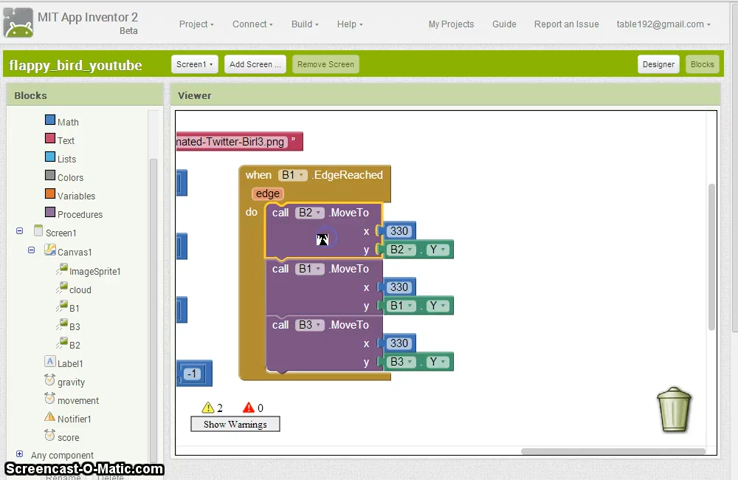 MIT App Inventor 2
Beta
Project
Connect
Build
Help
My Projects
Guide
Report an Issue
table192@gmail.com
flappy_bird_youtube
Screen1
Add Screen ...
Remove Screen
Designer
Blocks
Blocks
Viewer
Math
Text
Lists
Colors
Variables
Procedures
Screen1
Canvas1
ImageSprite1
cloud
B1
B3
B2
Label1
gravity
movement
Notifier1
score
Any component
Rename Delete
nated-Twitter-Birl3.png "
when B1 .EdgeReached
edge
do call B2 .MoveTo
x 330
y B2 . Y
call B1 .MoveTo
x 330
y B1 . Y
call B3 .MoveTo
x 330
y B3 . Y
-1
2 0
Show Warnings
Screencast-O-Matic.com